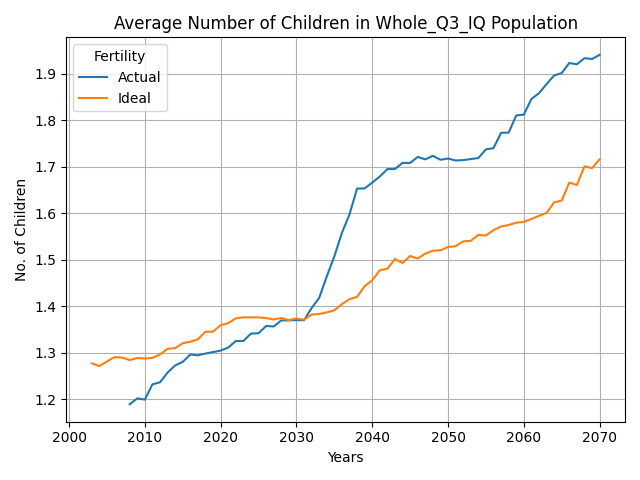 Average Number of Children in Whole_Q3_IQ Population
Fertility
Actual
Ideal
No. of Children
1.9
1.8
1.7
1.6
1.5
1.4
1.3
1.2
2000 2010 2020 2030 2040 2050 2060 2070
Years